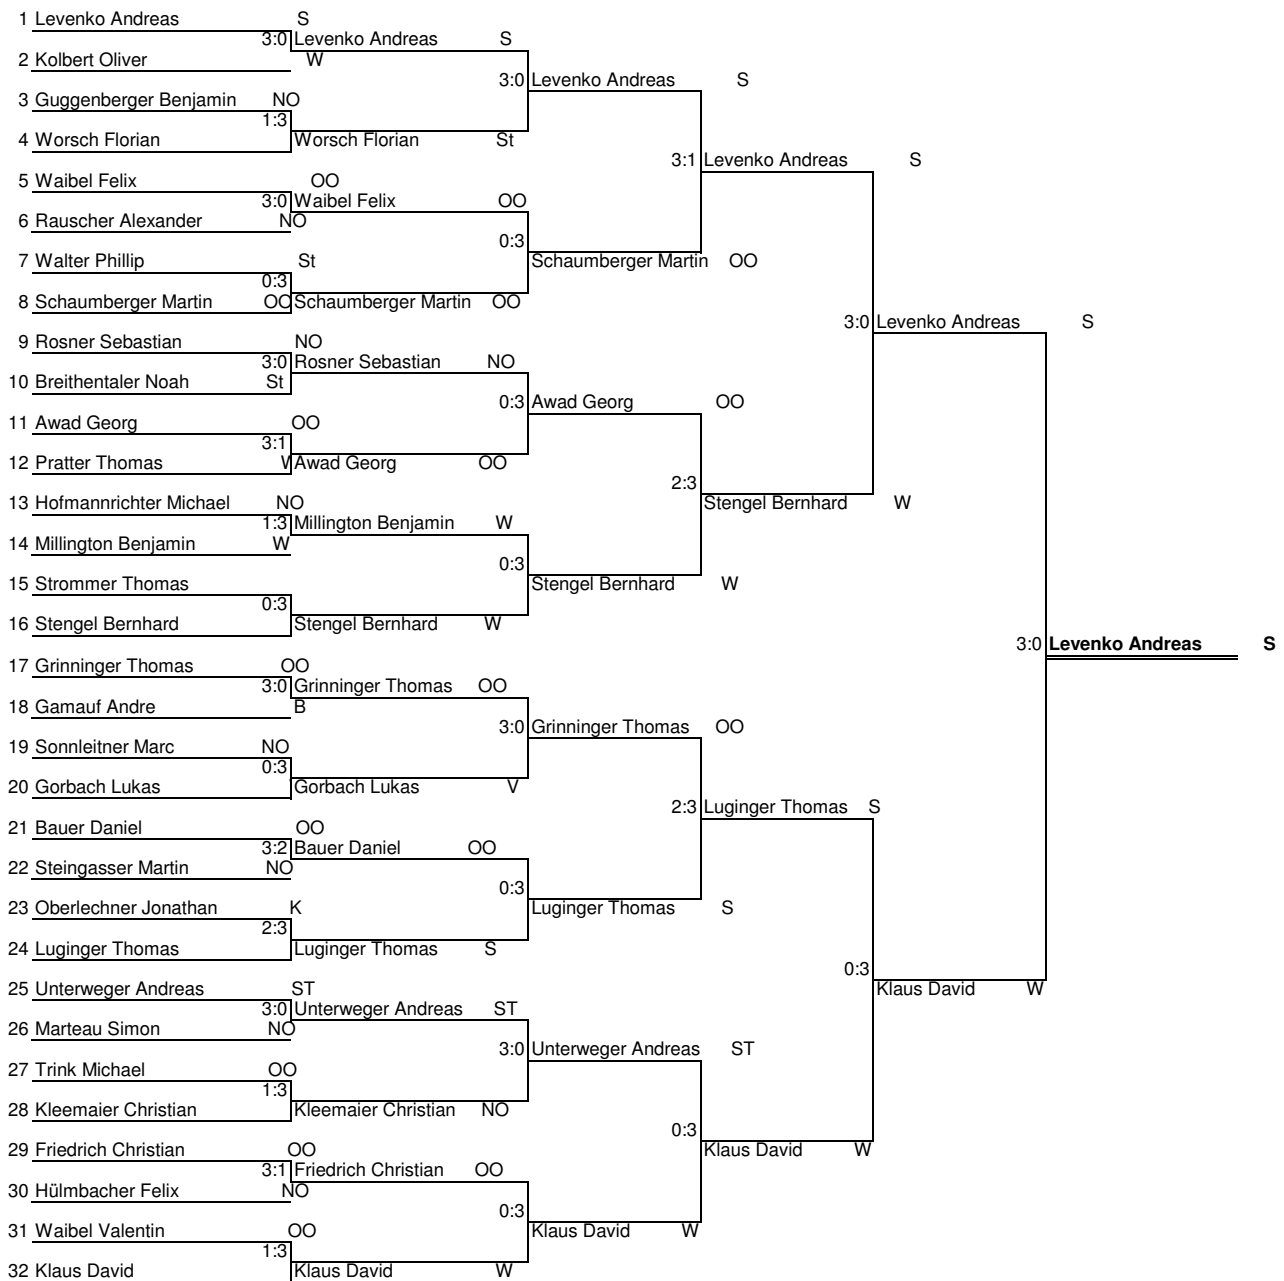 1 Levenko Andreas S
3:0 Levenko Andreas S
2 Kolbert Oliver W
3:0 Levenko Andreas S
3 Guggenberger Benjamin NO
1:3
4 Worsch Florian Worsch Florian St
3:1 Levenko Andreas S
5 Waibel Felix OO
3:0 Waibel Felix OO
6 Rauscher Alexander NO
0:3
7 Walter Phillip St Schaumberger Martin OO
0:3
8 Schaumberger Martin OO Schaumberger Martin OO
3:0 Levenko Andreas S
9 Rosner Sebastian NO
3:0 Rosner Sebastian NO
10 Breithentaler Noah St
0:3 Awad Georg OO
11 Awad Georg OO
3:1
12 Pratter Thomas Awad Georg OO
2:3
13 Hofmannrichter Michael NO Stengel Bernhard W
1:3 Millington Benjamin W
14 Millington Benjamin W
0:3
15 Strommer Thomas Stengel Bernhard W
0:3
16 Stengel Bernhard Stengel Bernhard W
3:0 Levenko Andreas S
17 Grinninger Thomas OO
3:0 Grinninger Thomas OO
18 Gamauf Andre B
3:0 Grinninger Thomas OO
19 Sonnleitner Marc NO
0:3
20 Gorbach Lukas Gorbach Lukas V
2:3 Luginger Thomas S
21 Bauer Daniel OO
3:2 Bauer Daniel OO
22 Steingasser Martin NO
0:3
23 Oberlechner Jonathan K Luginger Thomas S
2:3
24 Luginger Thomas Luginger Thomas S
0:3
25 Unterweger Andreas ST Klaus David W
3:0 Unterweger Andreas ST
26 Marteau Simon NO
3:0 Unterweger Andreas ST
27 Trink Michael OO
1:3
28 Kleemaier Christian Kleemaier Christian NO
0:3
29 Friedrich Christian OO Klaus David W
3:1 Friedrich Christian OO
30 Hülmbacher Felix NO
0:3
31 Waibel Valentin OO Klaus David W
1:3
32 Klaus David Klaus David W